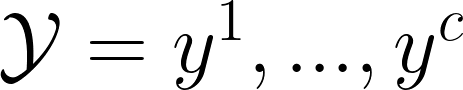 𝒴 = y¹, ..., yᶜ